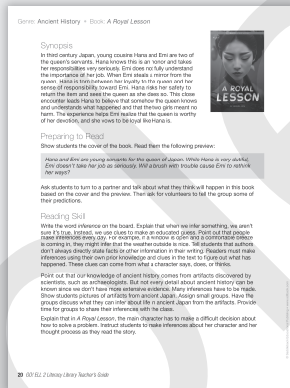 Genre: Ancient History • Book: A Royal Lesson
Synopsis
In third century Japan, young cousins Hana and Emi are two of
the queen's servants. Hana knows this is an honor and takes
her responsibilities very seriously. Emi does not fully understand
the importance of her job. When Emi steals a mirror from the
queen, Hana is torn between her loyalty to the queen and her
sense of responsibility toward Emi. Hana risks her safety to
return the item and sees the queen as she does so. This close
encounter leads Hana to believe that somehow the queen knows
and understands what happened and that the two girls meant no
harm. The experience helps Emi realize that the queen is worthy
of her devotion, and she vows to be loyal like Hana is.
A ROYAL
LESSON
Preparing to Read
Show students the cover of the book. Read them the following preview:
Hana and Emi are young servants for the queen of Japan. While Hana is very dutiful,
Emi doesn't take her job as seriously. Will a brush with trouble cause Emi to rethink
her ways?
Ask students to turn to a partner and talk about what they think will happen in this book
based on the cover and the preview. Then ask for volunteers to tell the group some of
their predictions.
Reading Skill
Write the word inference on the board. Explain that when we infer something, we aren't
sure it's true. Instead, we use clues to make an educated guess. Point out that people
make inferences every day. For example, if a window is open and a comfortable breeze
is coming in, they might infer that the weather outside is nice. Tell students that authors
don't always directly state facts or other information in their writing. Readers must make
inferences using their own prior knowledge and clues in the text to figure out what has
happened. These clues can come from what a character says, does, or thinks.
Point out that our knowledge of ancient history comes from artifacts discovered by
scientists, such as archaeologists. But not every detail about ancient history can be
known since we don't have more extensive evidence. Many inferences have to be made.
Show students pictures of artifacts from ancient Japan. Assign small groups. Have the
groups discuss what they can infer about life in ancient Japan from the artifacts. Provide
time for groups to share their inferences with the class.
Explain that in A Royal Lesson, the main character has to make a difficult decision about
how to solve a problem. Instruct students to make inferences about her character and her
thought process as they read the story.
20 GO! ELL 2 Literacy Library Teacher's Guide